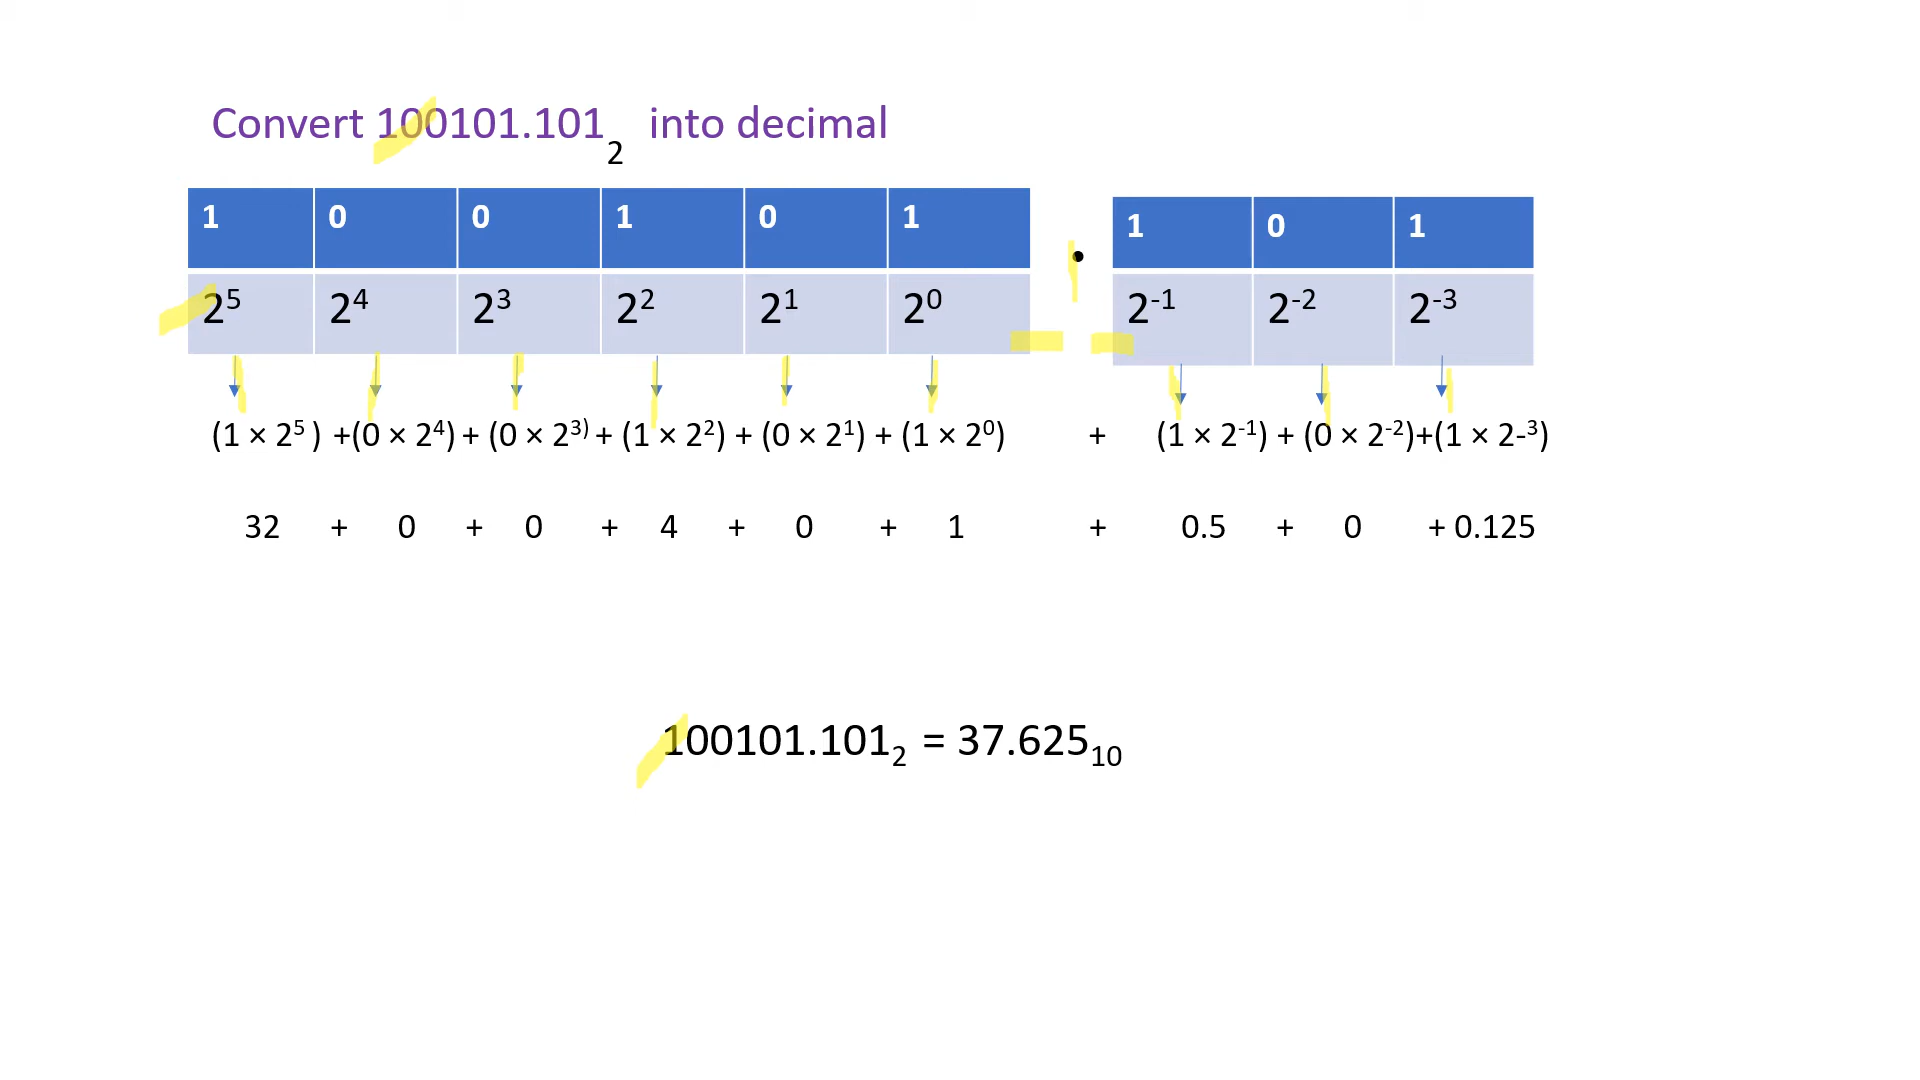 Convert 100101.101₂ into decimal
1 0 0 1 0 1 . 1 0 1
2⁵ 2⁴ 2³ 2² 2¹ 2⁰ 2⁻¹ 2⁻² 2⁻³
(1 × 2⁵ ) +(0 × 2⁴) + (0 × 2³⁾ + (1 × 2²) + (0 × 2¹) + (1 × 2⁰) + (1 × 2⁻¹) + (0 × 2⁻²)+(1 × 2-³)
32 + 0 + 0 + 4 + 0 + 1 + 0.5 + 0 + 0.125
100101.101₂ = 37.625₁₀